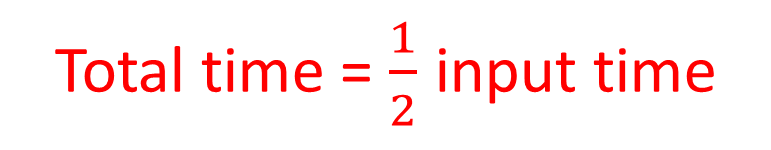 Total time = 1/2 input time